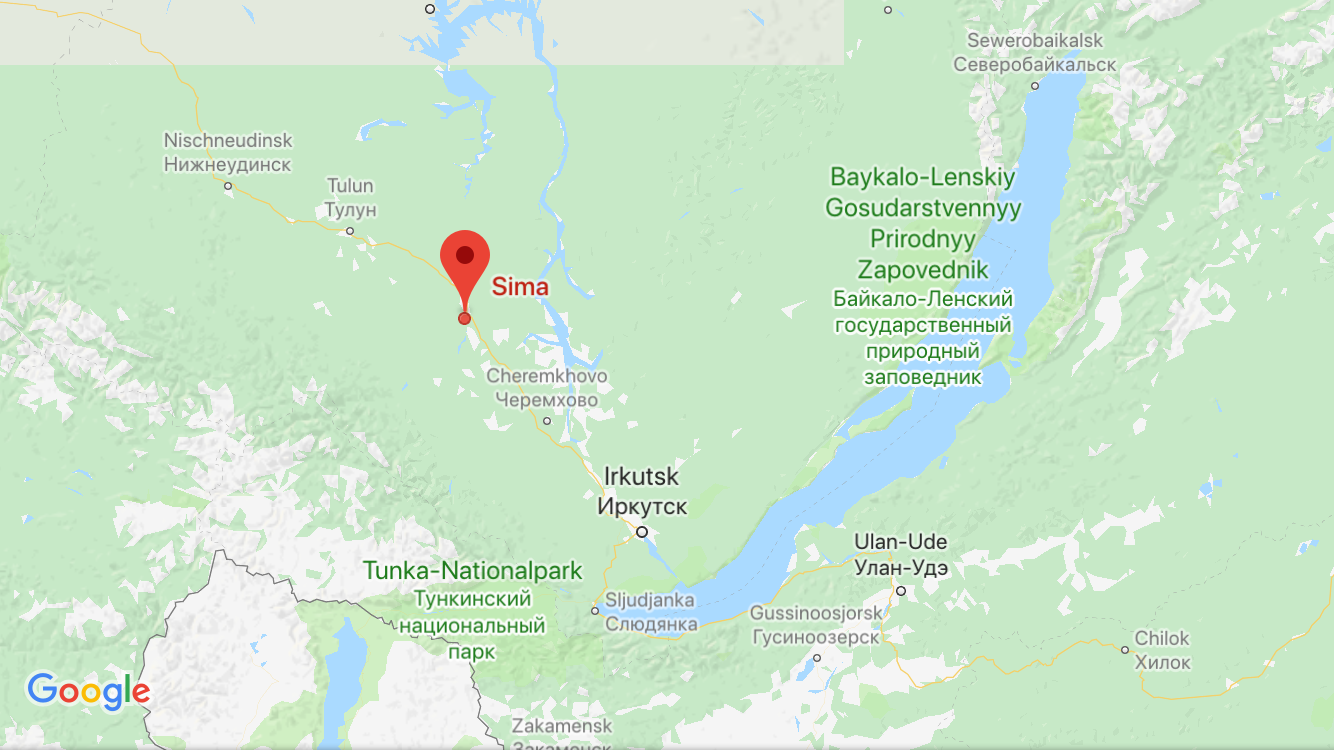 Sewerobaikalsk
Северобайкальск
Nischneudinsk
Нижнеудинск
Tulun
Тулун
Baykalo-Lenskiy
Gosudarstvennyy
Prirodnyy
Zapovednik
Байкало-Ленский
государственный
природный
заповедник
Sima
Cheremkhovo
Черемхово
Irkutsk
Иркутск
Ulan-Ude
Улан-Удэ
Tunka-Nationalpark
Тункинский
национальный
парк
Sljudjanka
Слюдянка
Gussinoosjorsk
Гусиноозерск
Chilok
Хилок
Google
Zakamensk
Закаменск